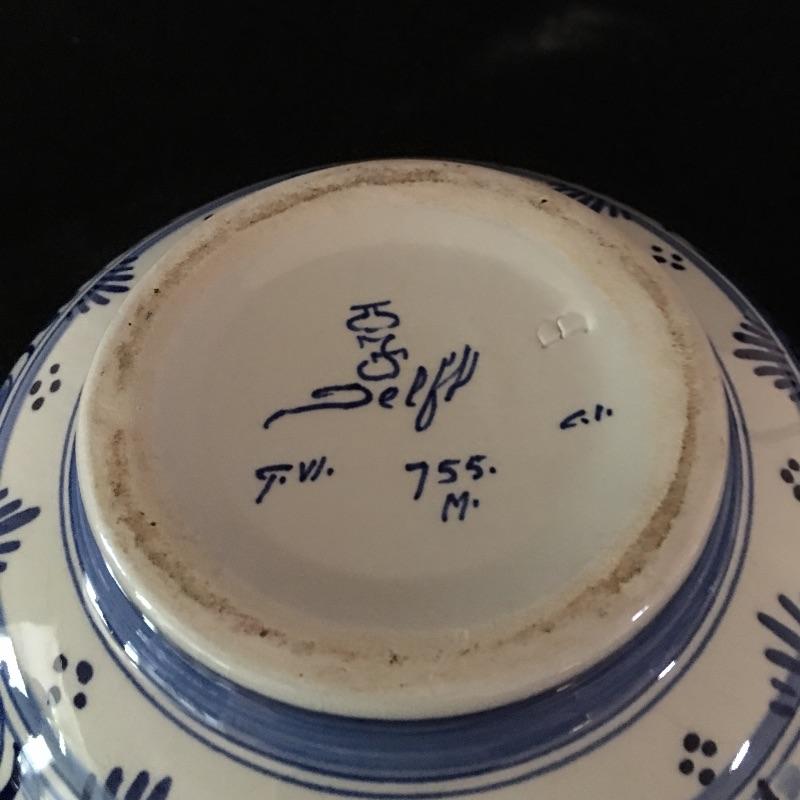 Delft
T.VI.
755.
M.
C.I.